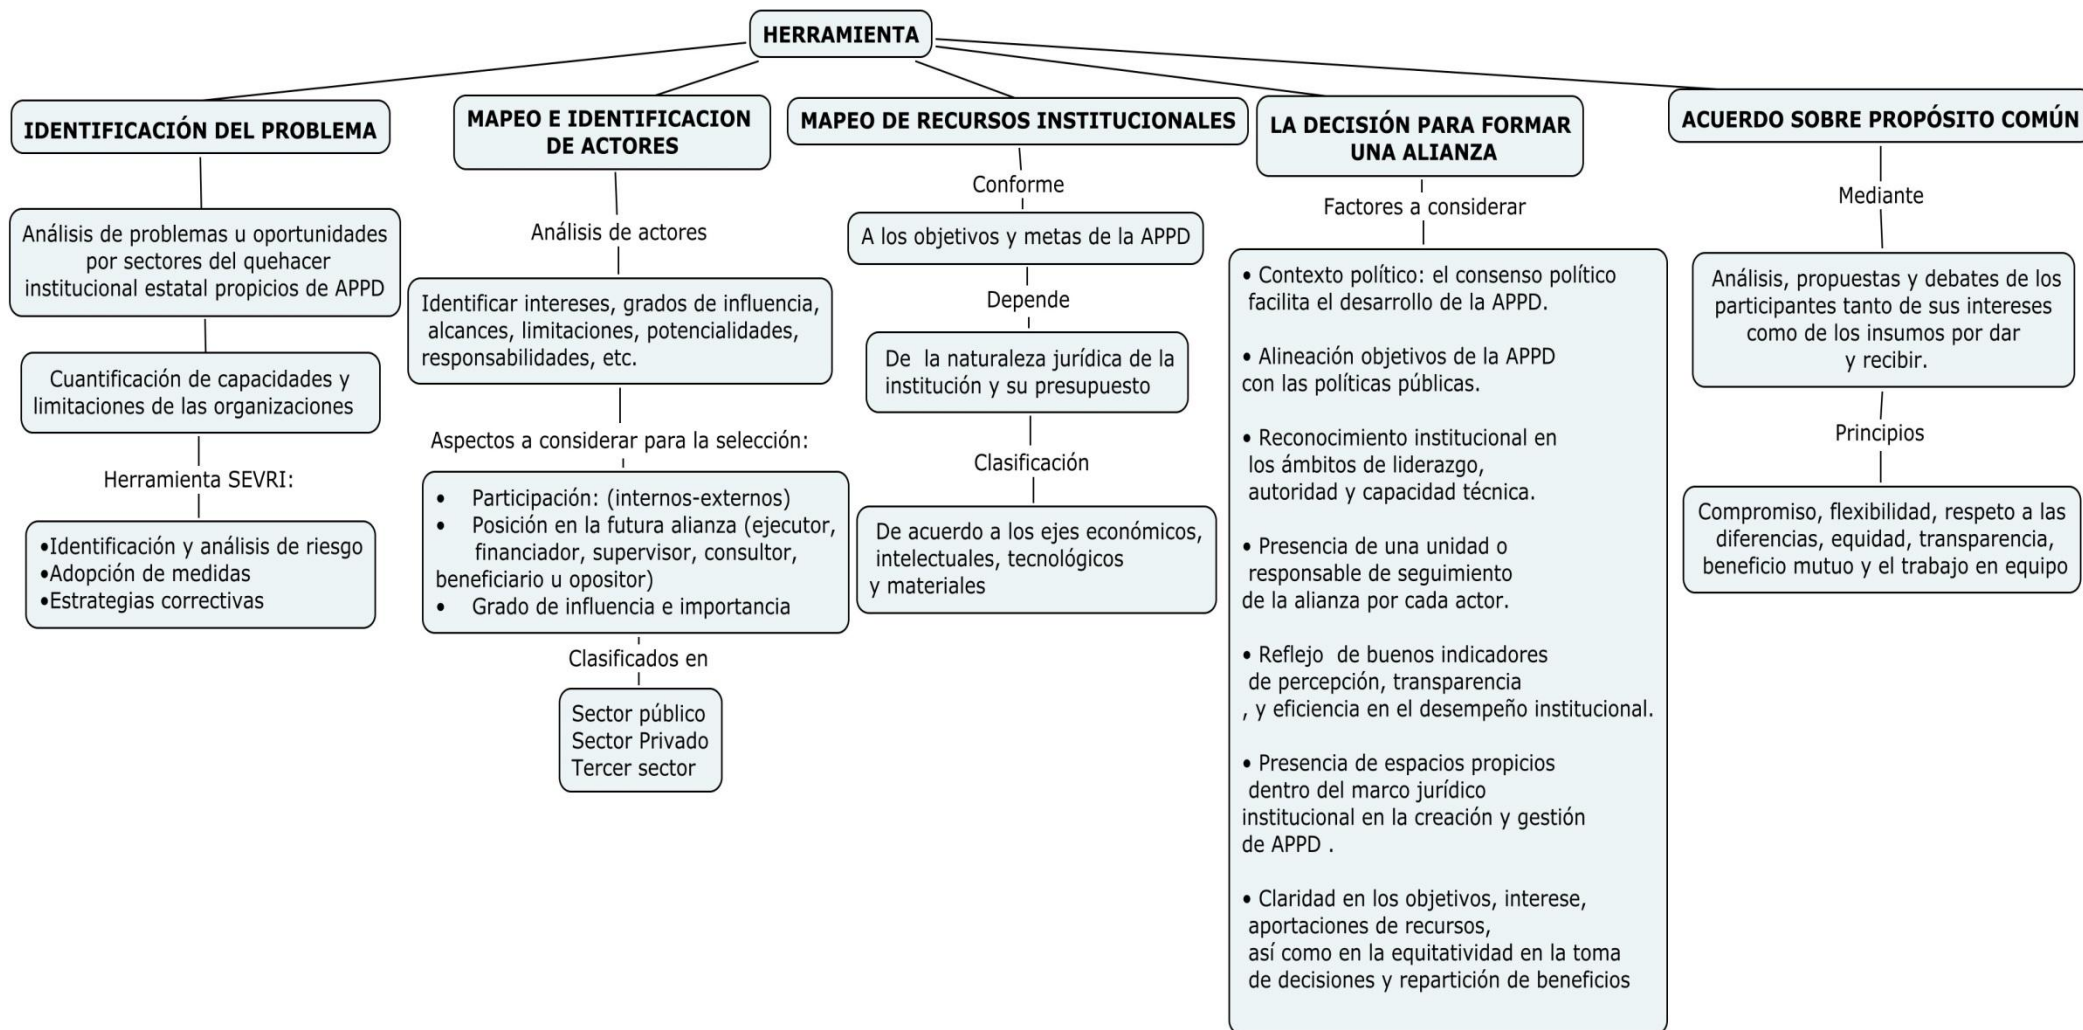 HERRAMIENTA
IDENTIFICACIÓN DEL PROBLEMA
Análisis de problemas u oportunidades
por sectores del quehacer
institucional estatal propicios de APPD
Cuantificación de capacidades y
limitaciones de las organizaciones
Herramienta SEVRI:
•Identificación y análisis de riesgo
•Adopción de medidas
•Estrategias correctivas
MAPEO E IDENTIFICACION
DE ACTORES
Análisis de actores
Identificar intereses, grados de influencia,
alcances, limitaciones, potencialidades,
responsabilidades, etc.
Aspectos a considerar para la selección:
• Participación: (internos-externos)
• Posición en la futura alianza (ejecutor,
financiador, supervisor, consultor,
beneficiario u opositor)
• Grado de influencia e importancia
Clasificados en
Sector público
Sector Privado
Tercer sector
MAPEO DE RECURSOS INSTITUCIONALES
Conforme
A los objetivos y metas de la APPD
Depende
De la naturaleza jurídica de la
institución y su presupuesto
Clasificación
De acuerdo a los ejes económicos,
intelectuales, tecnológicos
y materiales
LA DECISIÓN PARA FORMAR
UNA ALIANZA
Factores a considerar
• Contexto político: el consenso político
facilita el desarrollo de la APPD.
• Alineación objetivos de la APPD
con las políticas públicas.
• Reconocimiento institucional en
los ámbitos de liderazgo,
autoridad y capacidad técnica.
• Presencia de una unidad o
responsable de seguimiento
de la alianza por cada actor.
• Reflejo de buenos indicadores
de percepción, transparencia
, y eficiencia en el desempeño institucional.
• Presencia de espacios propicios
dentro del marco jurídico
institucional en la creación y gestión
de APPD .
• Claridad en los objetivos, interese,
aportaciones de recursos,
así como en la equitatividad en la toma
de decisiones y repartición de beneficios
ACUERDO SOBRE PROPÓSITO COMÚN
Mediante
Análisis, propuestas y debates de los
participantes tanto de sus intereses
como de los insumos por dar
y recibir.
Principios
Compromiso, flexibilidad, respeto a las
diferencias, equidad, transparencia,
beneficio mutuo y el trabajo en equipo